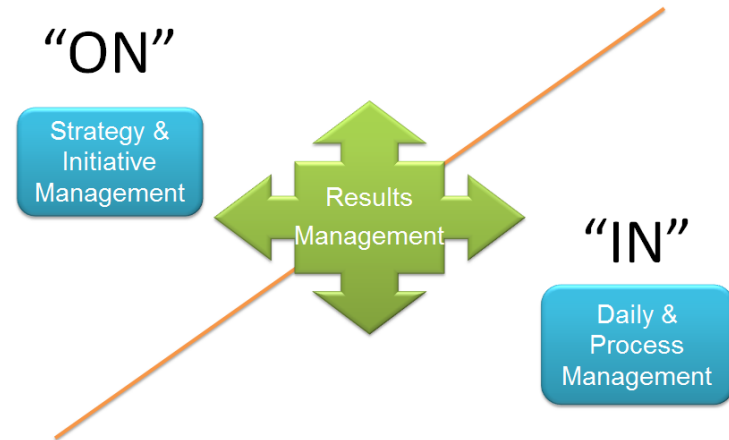 “ON”
Strategy &
Initiative
Management
Results
Management
“IN”
Daily &
Process
Management